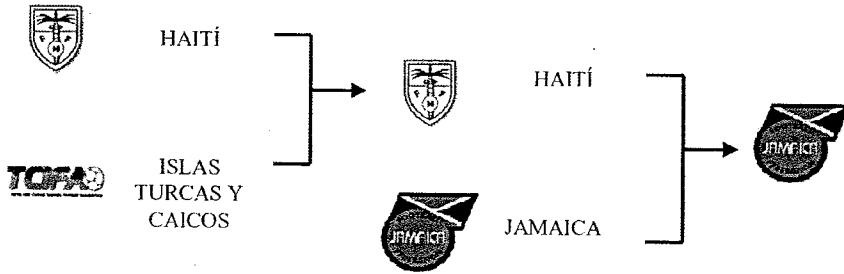 HAITÍ
TCIFA
ISLAS
TURCAS Y
CAICOS
HAITÍ
JAMAICA
JAMAICA
JAMAICA